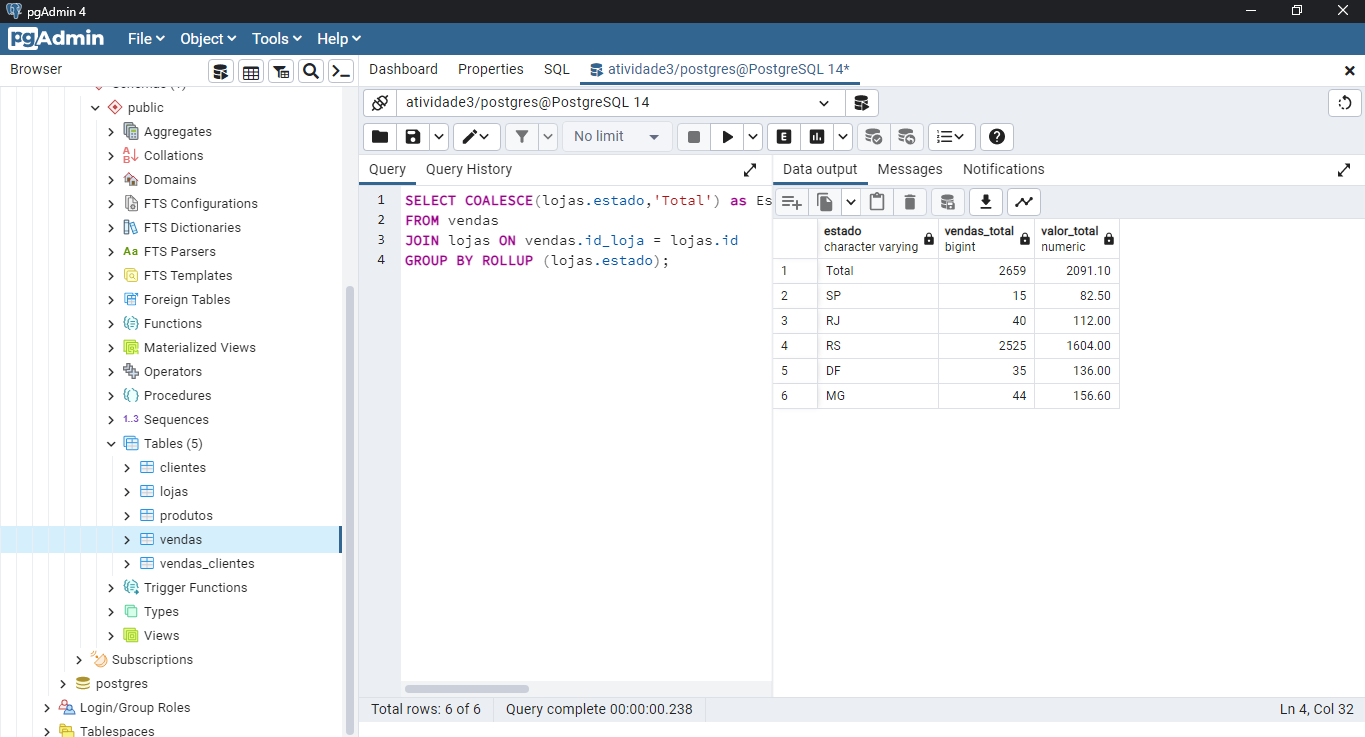 pgAdmin 4
pgAdmin File Object Tools Help
Browser
Dashboard Properties SQL atividade3/postgres@PostgreSQL 14*
public
Aggregates
Collations
Domains
FTS Configurations
FTS Dictionaries
Aa FTS Parsers
FTS Templates
Foreign Tables
Functions
Materialized Views
Operators
Procedures
1..3 Sequences
Tables (5)
clientes
lojas
produtos
vendas
vendas_clientes
Trigger Functions
Types
Views
Subscriptions
postgres
Login/Group Roles
Tablespaces
atividade3/postgres@PostgreSQL 14
No limit E
Query Query History
1 SELECT COALESCE(lojas.estado,'Total') as Es
2 FROM vendas
3 JOIN lojas ON vendas.id_loja = lojas.id
4 GROUP BY ROLLUP (lojas.estado);
Data output Messages Notifications
estado vendas_total valor_total
character varying bigint numeric
1 Total 2659 2091.10
2 SP 15 82.50
3 RJ 40 112.00
4 RS 2525 1604.00
5 DF 35 136.00
6 MG 44 156.60
Total rows: 6 of 6 Query complete 00:00:00.238 Ln 4, Col 32